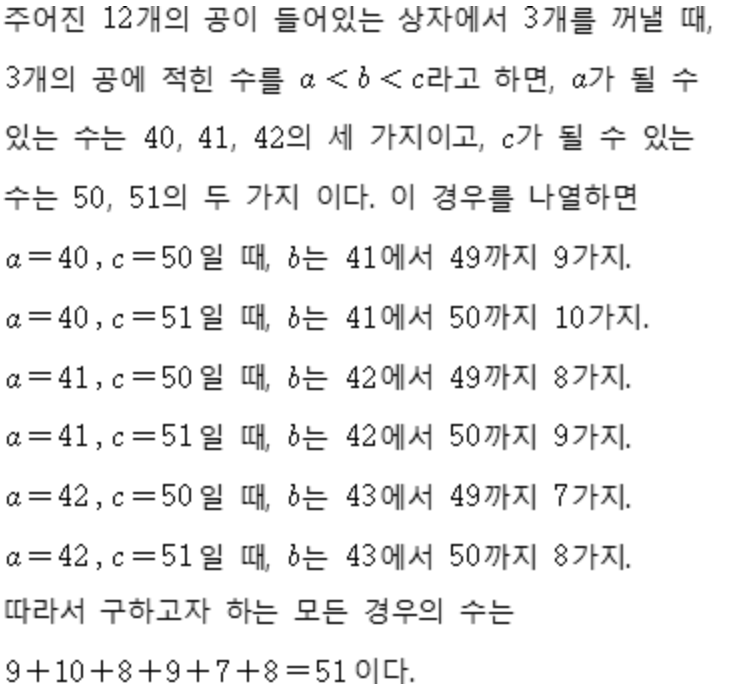 주어진 12개의 공이 들어있는 상자에서 3개를 꺼낼 때,
3개의 공에 적힌 수를 a<b<c라고 하면, a가 될 수
있는 수는 40, 41, 42의 세 가지이고, c가 될 수 있는
수는 50, 51의 두 가지 이다. 이 경우를 나열하면
a=40, c=50일 때, b는 41에서 49까지 9가지.
a=40, c=51일 때, b는 41에서 50까지 10가지.
a=41, c=50일 때, b는 42에서 49까지 8가지.
a=41, c=51일 때, b는 42에서 50까지 9가지.
a=42, c=50일 때, b는 43에서 49까지 7가지.
a=42, c=51일 때, b는 43에서 50까지 8가지.
따라서 구하고자 하는 모든 경우의 수는
9+10+8+9+7+8=51이다.